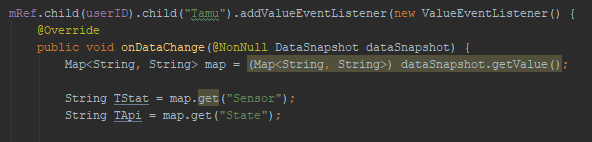 mRef.child(userID).child("Tamu").addValueEventListener(new ValueEventListener() {
@Override
public void onDataChange(@NonNull DataSnapshot dataSnapshot) {
Map<String, String> map = (Map<String, String>) dataSnapshot.getValue();
String TStat = map.get("Sensor");
String TApi = map.get("State");